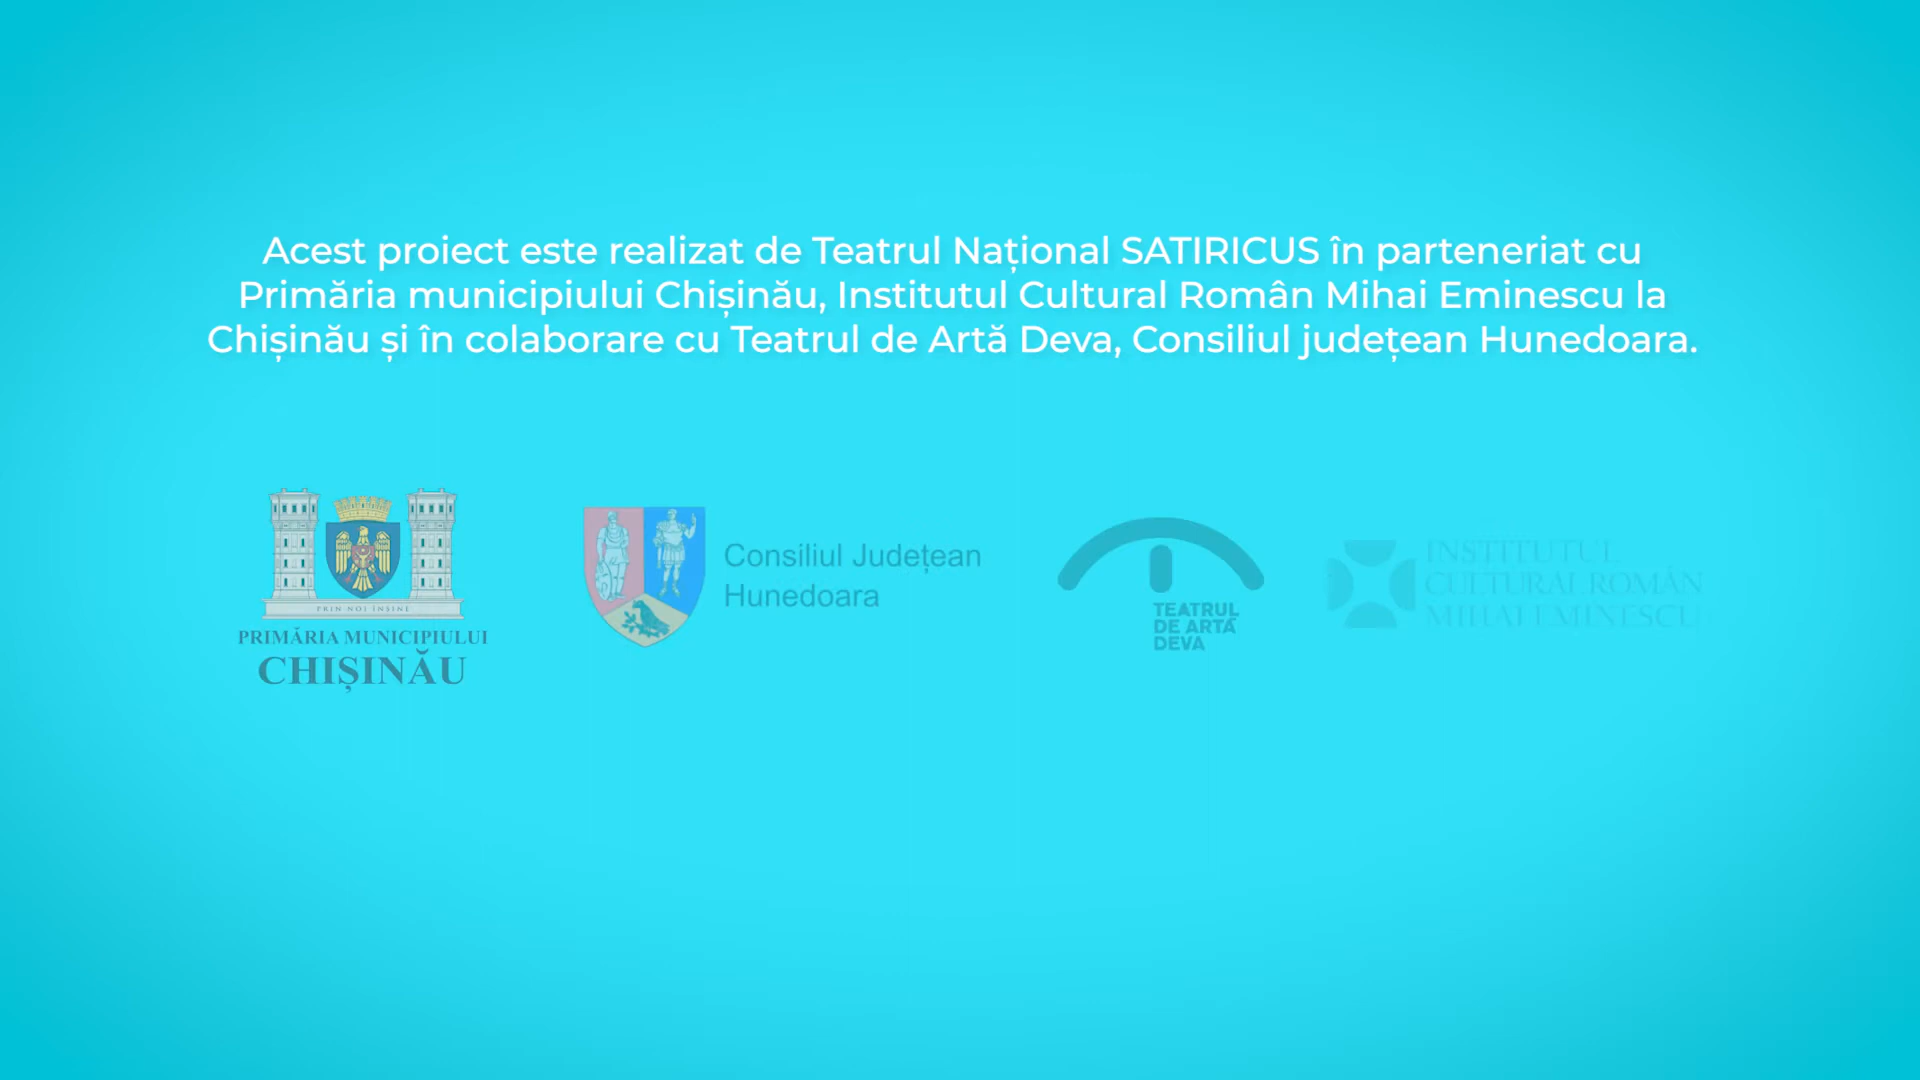 Acest proiect este realizat de Teatrul Național SATIRICUS în parteneriat cu
Primăria municipiului Chișinău, Institutul Cultural Român Mihai Eminescu la
Chișinău și în colaborare cu Teatrul de Artă Deva, Consiliul județean Hunedoara.
PRIN NOI ÎNȘINE
PRIMĂRIA MUNICIPIULUI
CHIȘINĂU
Consiliul Județean
Hunedoara
TEATRUL
DE ARTĂ
DEVA
INSTITUTUL
CULTURAL ROMÂN
MIHAI EMINESCU